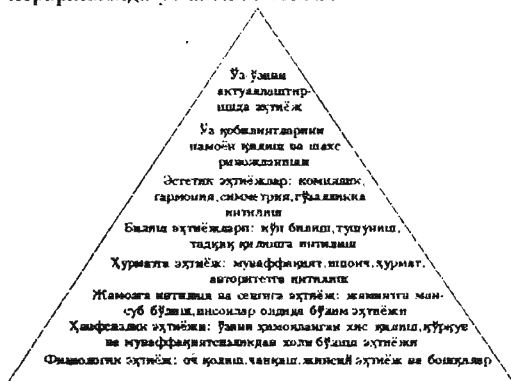 Ўз ўзини
актуаллаштир-
ишда эҳтиёж
Ўз қобилиятларини
намоён қилиш ва шахс
ривожланиши
Эстетик эҳтиёжлар: комиллик,
гармония, симметрия, гўзалликка
интилиш
Билиш эҳтиёжлари: кўп билиш, тушуниш,
тадқиқ қилишга интилиш
Ҳурматга эҳтиёж: муваффақият, ишонч, ҳурмат,
авторитетга интилиш
Жамоага интилиш ва севгига эҳтиёж: жамиятга ман-
суб бўлиш, инсонлар олдида бўлиш эҳтиёжи
Ҳавфсизлик эҳтиёжи: ўзини ҳимояланган хис қилиш, қўрқув
ва муваффақиятсизликдан холи бўлиш эҳтиёжи
Физиологик эҳтиёж: оч қолиш, чанқаш, жинсий эҳтиёж ва бошқалар